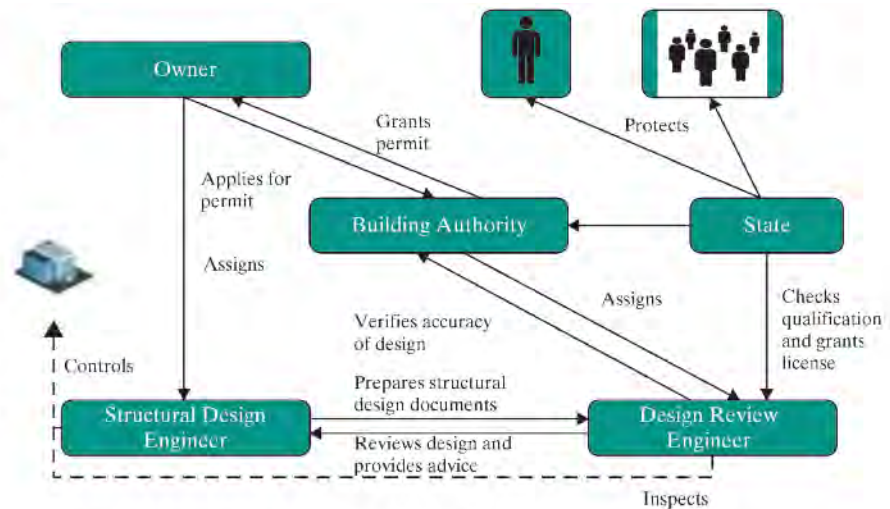 Owner
Grants
permit
Protects
Applies for
permit
Building Authority
State
Assigns
Assigns
Checks
qualification
and grants
license
Verifies accuracy
of design
Controls
Prepares structural
design documents
Structural Design
Engineer
Design Review
Engineer
Reviews design and
provides advice
Inspects